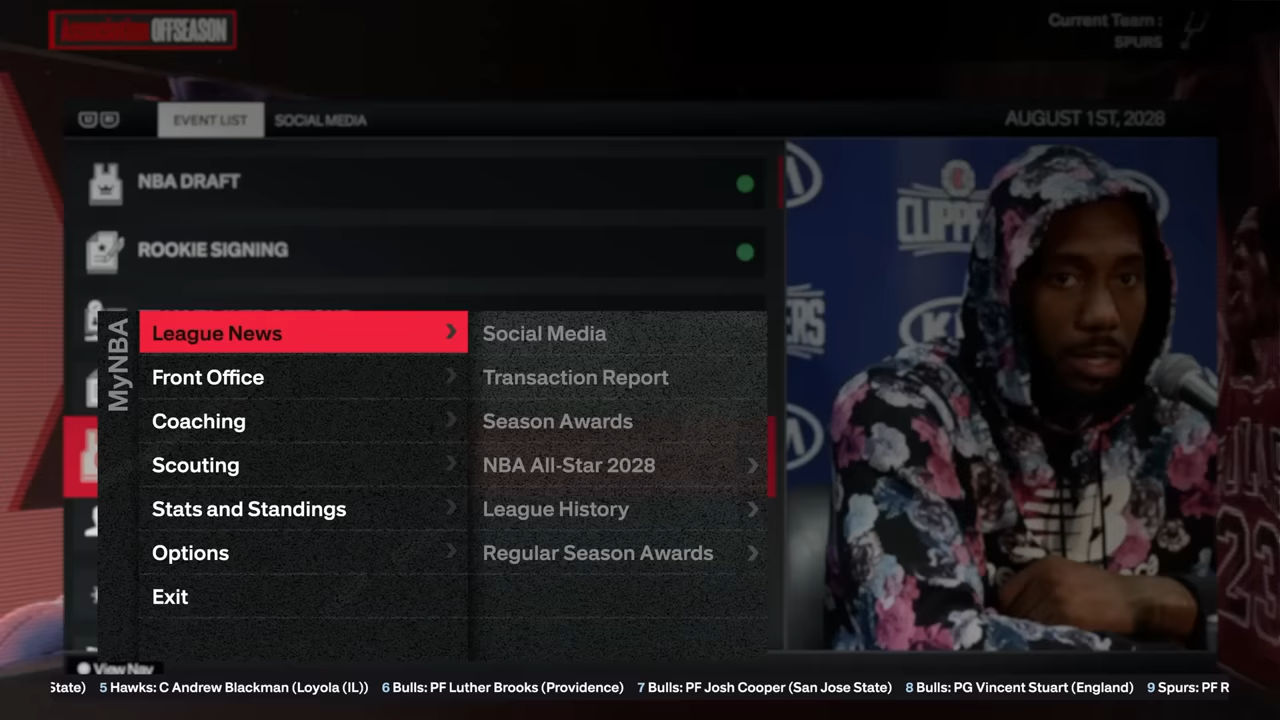 Association OFFSEASON
Current Team :
SPURS
EVENT LIST
SOCIAL MEDIA
AUGUST 1ST, 2028
NBA DRAFT
ROOKIE SIGNING
MyNBA
League News
Front Office
Coaching
Scouting
Stats and Standings
Options
Exit
Social Media
Transaction Report
Season Awards
NBA All-Star 2028
League History
Regular Season Awards
CLIPPE
ERS
23
View Nav
State) 5 Hawks: C Andrew Blackman (Loyola (IL)) 6 Bulls: PF Luther Brooks (Providence) 7 Bulls: PF Josh Cooper (San Jose State) 8 Bulls: PG Vincent Stuart (England) 9 Spurs: PF R